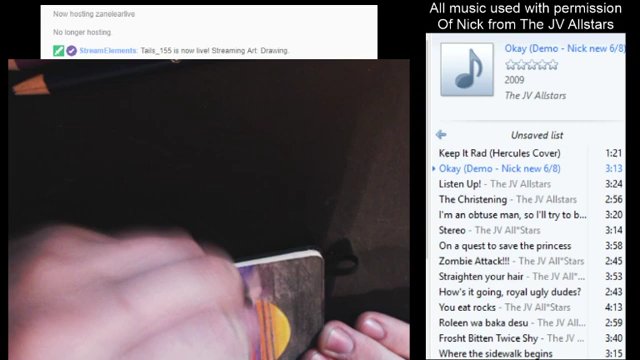 All music used with permission
Of Nick from The JV Allstars
Now hosting zanelearlive
No longer hosting
StreamElements: Tails_155 is now live! Streaming Art: Drawing.
Okay (Demo - Nick new 6/8)
2009
The JV Allstars
Unsaved list
Keep It Rad (Hercules Cover) 1:21
Okay (Demo - Nick new 6/8) 3:13
Listen Up! - The JV Allstars 3:24
The Christening - The JV Allstars 2:56
I'm an obtuse man, so I'll try to b... 3:20
Stereo - The JV All*Stars 3:14
On a quest to save the princess 3:58
Zombie Attack!!! - The JV All*Stars 2:45
Straighten your hair - The JV All*... 3:53
How's it going, royal ugly dudes? 2:43
You eat rocks - The JV All*Stars 4:13
Roleen wa baka desu - The JV All... 2:59
Frosht Bitten Twice Shy - The JV ... 3:40
Where the sidewalk begins 3:15